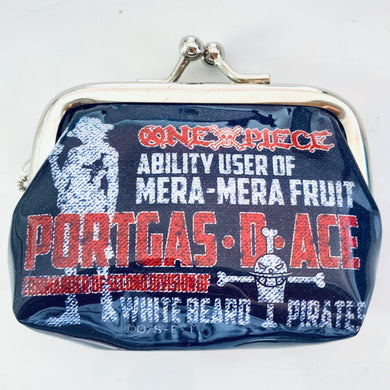 ONE PIECE
ABILITY USER OF
MERA-MERA FRUIT
PORTGAS·D·ACE
COMMANDER OF SECOND DIVISION OF
WHITE BEARD PIRATES